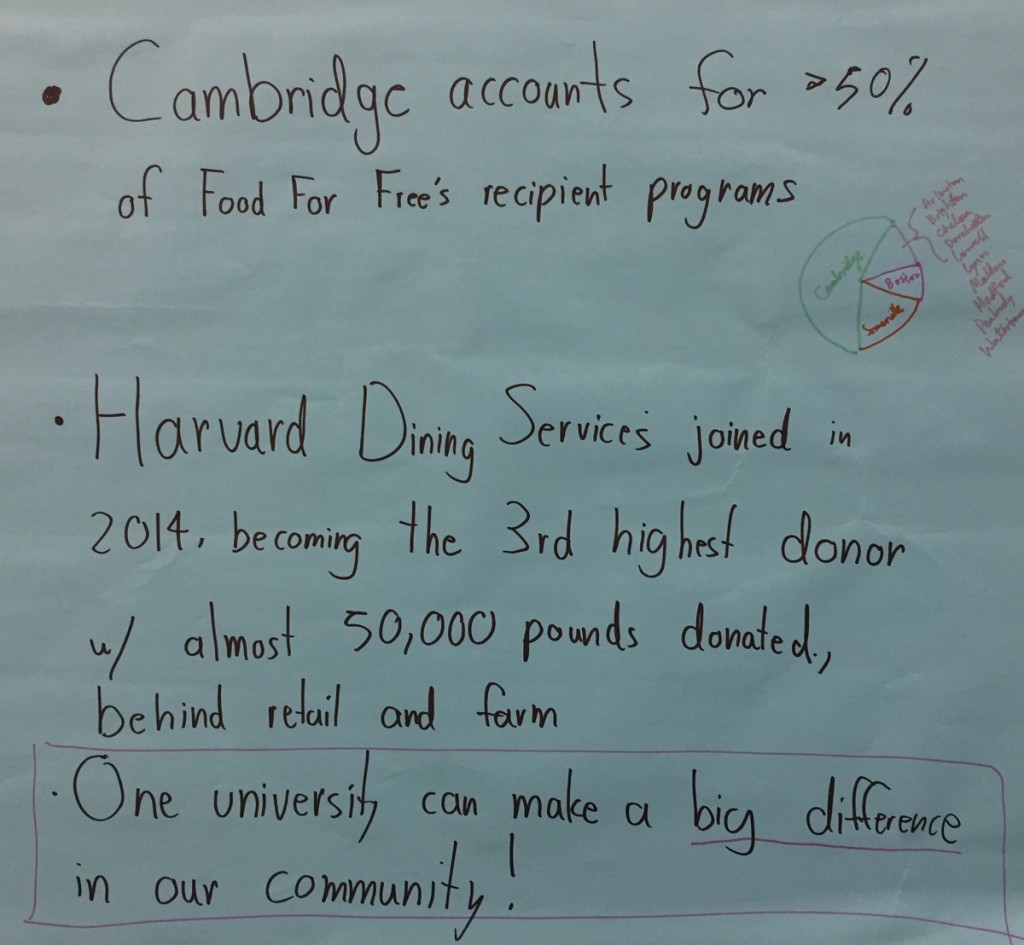 • Cambridge accounts for >50%
of Food For Free's recipient programs
Arlington
Brighton
Chelsea
Dorchester
Lowell
Lynn
Malden
Medford
Peabody
Watertown
Cambridge
Boston
Somerville
• Harvard Dining Services joined in
2014, becoming the 3rd highest donor
w/ almost 50,000 pounds donated.,
behind retail and farm
• One university can make a big difference
in our community!